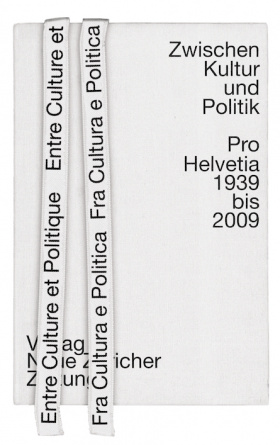 Zwischen
Kultur
und
Politik
Pro
Helvetia
1939
bis
2009
Entre Culture et Politique Entre Culture et
Fra Cultura e Politica Fra Cultura e Politica